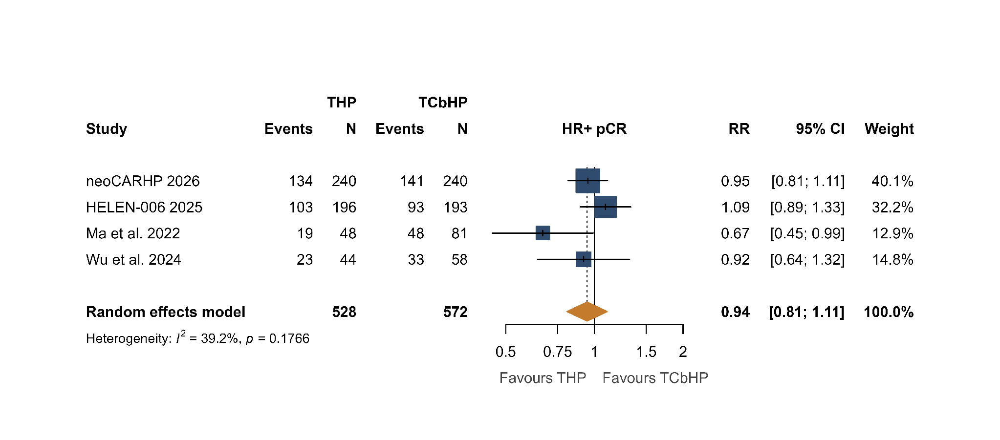 THP TCbHP
Study Events N Events N HR+ pCR RR 95% CI Weight
neoCARHP 2026 134 240 141 240 0.95 [0.81; 1.11] 40.1%
HELEN-006 2025 103 196 93 193 1.09 [0.89; 1.33] 32.2%
Ma et al. 2022 19 48 48 81 0.67 [0.45; 0.99] 12.9%
Wu et al. 2024 23 44 33 58 0.92 [0.64; 1.32] 14.8%
Random effects model 528 572 0.94 [0.81; 1.11] 100.0%
Heterogeneity: I² = 39.2%, p = 0.1766
0.5 0.75 1 1.5 2
Favours THP Favours TCbHP